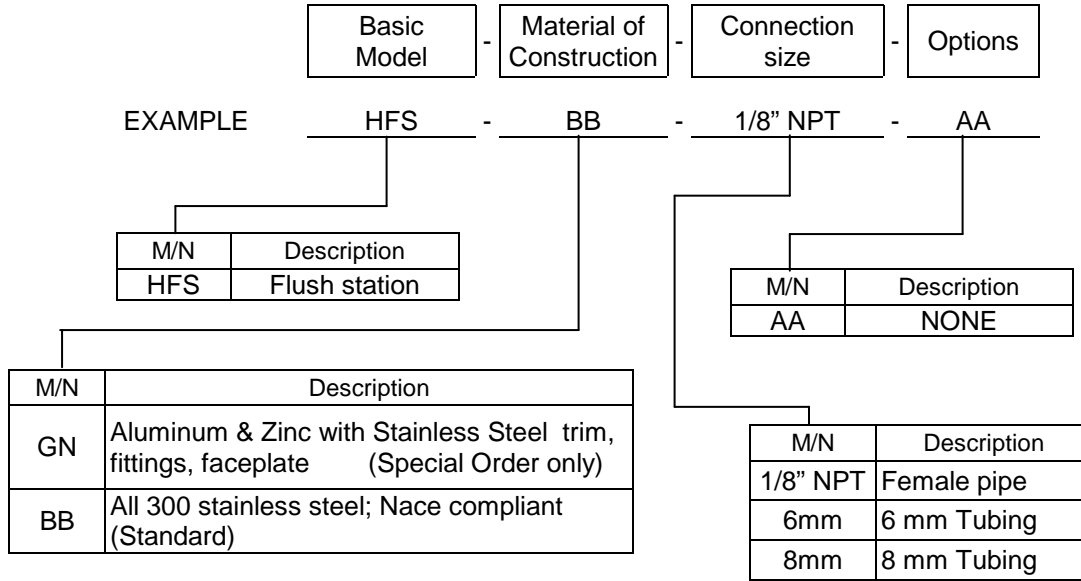 Basic Model - Material of Construction - Connection size - Options
EXAMPLE HFS - BB - 1/8” NPT - AA
M/N Description
HFS Flush station
M/N Description
AA NONE
M/N Description
GN Aluminum & Zinc with Stainless Steel trim,
fittings, faceplate (Special Order only)
BB All 300 stainless steel; Nace compliant
(Standard)
M/N Description
1/8” NPT Female pipe
6mm 6 mm Tubing
8mm 8 mm Tubing